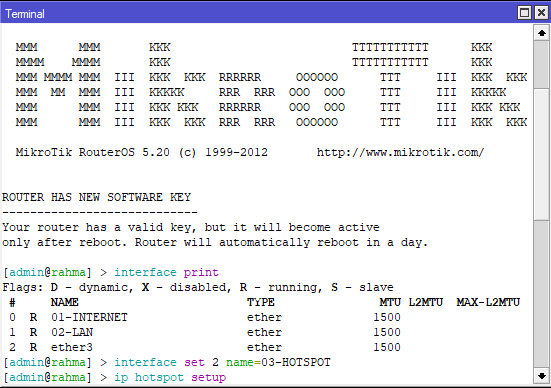 Terminal
MMM      MMM       KKK                          TTTTTTTTTTT      KKK
MMMM    MMMM       KKK                          TTTTTTTTTTT      KKK
MMM MMMM MMM  III  KKK  KKK  RRRRRR     OOOOOO      TTT     III  KKK  KKK
MMM  MM  MMM  III  KKKKK     RRR  RRR  OOO  OOO     TTT     III  KKKKK
MMM      MMM  III  KKK KKK   RRRRRR    OOO  OOO     TTT     III  KKK KKK
MMM      MMM  III  KKK  KKK  RRR  RRR   OOOOOO      TTT     III  KKK  KKK
MikroTik RouterOS 5.20 (c) 1999-2012       http://www.mikrotik.com/
ROUTER HAS NEW SOFTWARE KEY
----------------------------
Your router has a valid key, but it will become active
only after reboot. Router will automatically reboot in a day.
[admin@rahma] > interface print
Flags: D - dynamic, X - disabled, R - running, S - slave
#     NAME                        TYPE               MTU L2MTU  MAX-L2MTU
0  R  01-INTERNET                 ether             1500
1  R  02-LAN                      ether             1500
2  R  ether3                      ether             1500
[admin@rahma] > interface set 2 name=03-HOTSPOT
[admin@rahma] > ip hotspot setup